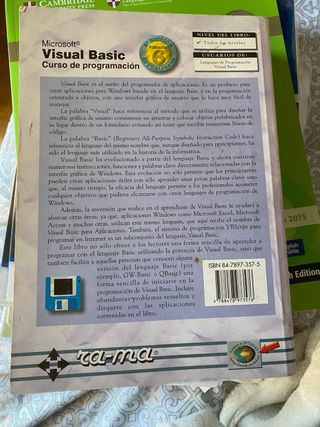 CAMBRIDGE
UNIVERSITY PRESS
Microsoft®
Visual Basic
Curso de programación
6
NIVEL DEL LIBRO:
✓ Todos los niveles
USUARIOS DE:
Lenguajes de Programación
Visual Basic
Visual Basic es el sueño del programador de aplicaciones. Es un producto para
crear aplicaciones para Windows basado en el lenguaje Basic y en la programación
orientada a objetos, con una interfaz gráfica de usuario que lo hace muy fácil de
manejar.
La palabra "Visual" hace referencia al método que se utiliza para diseñar la
interfaz gráfica de usuario consistente en arrastrar y colocar objetos prefabricados en
su lugar dentro de un formulario evitando así tener que escribir numerosas líneas de
código.
La palabra "Basic" (Beginners All-Purpose Symbolic Instruction Code) hace
referencia al lenguaje del mismo nombre que, aunque diseñado para principiantes, ha
sido el lenguaje más utilizado en la historia de la informática.
Visual Basic ha evolucionado a partir del lenguaje Basic y ahora contiene
numerosas instrucciones, funciones y palabras clave directamente relacionadas con la
interfaz gráfica de Windows. Esta evolución no sólo permite que los principiantes
puedan crear aplicaciones útiles con sólo aprender unas pocas palabras clave sino
que, al mismo tiempo, la eficacia del lenguaje permite a los profesionales acometer
cualquier objetivo que pudiera alcanzarse con otros lenguajes de programación de
Windows.
Además, la inversión que realice en el aprendizaje de Visual Basic le ayudará a
abarcar otras áreas; ya que, aplicaciones Windows como Microsoft Excel, Microsoft
Access y muchas otras, utilizan este mismo lenguaje, que aquí recibe el nombre de
Visual Basic para Aplicaciones. También, el sistema de programación VBScript para
programar en Internet es un subconjunto del lenguaje Visual Basic.
Este libro no sólo ofrece a los lectores una forma sencilla de aprender a
programar con el lenguaje Basic utilizando la potencia de Visual Basic, sino que
también facilita a aquellas personas que conocen alguna
versión del lenguaje Basic (por
ejemplo, GW-Basic o QBasic) una
forma sencilla de iniciarse en la
programación de Visual Basic. Incluye
abundantes problemas resueltos y
disquete con las aplicaciones
contenidas en el libro.
ISBN 84-7897-357-5
9 788478 973576
ra-ma®
2015
English
Profile
th Edition